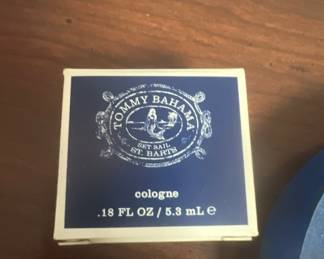 TOMMY BAHAMA
SET SAIL
ST. BARTS
cologne
.18 FL OZ / 5.3 mL ℮